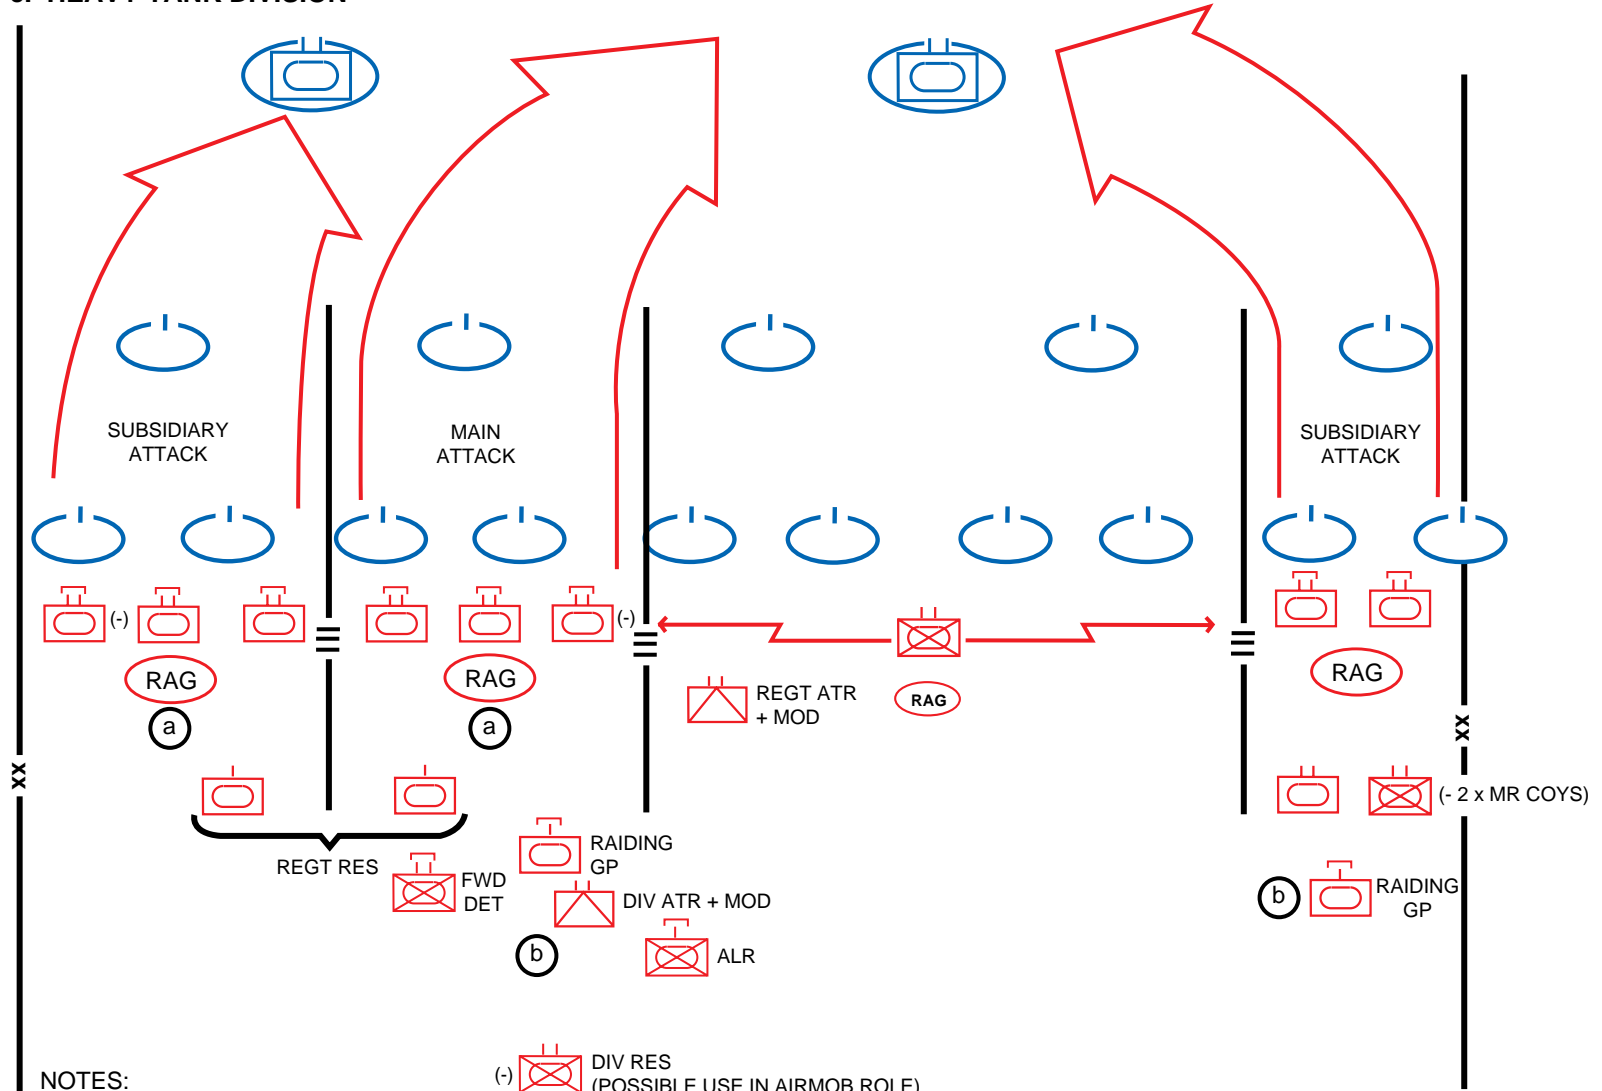 SUBSIDIARY
ATTACK
MAIN
ATTACK
SUBSIDIARY
ATTACK
(-)
(-)
RAG
RAG
RAG
RAG
a
a
REGT ATR
+ MOD
XX
XX
(- 2 x MR COYS)
REGT RES
FWD
DET
RAIDING
GP
DIV ATR + MOD
b
ALR
b
RAIDING
GP
NOTES:
(-)
DIV RES
(POSSIBLE USE IN AIRMOB ROLE)